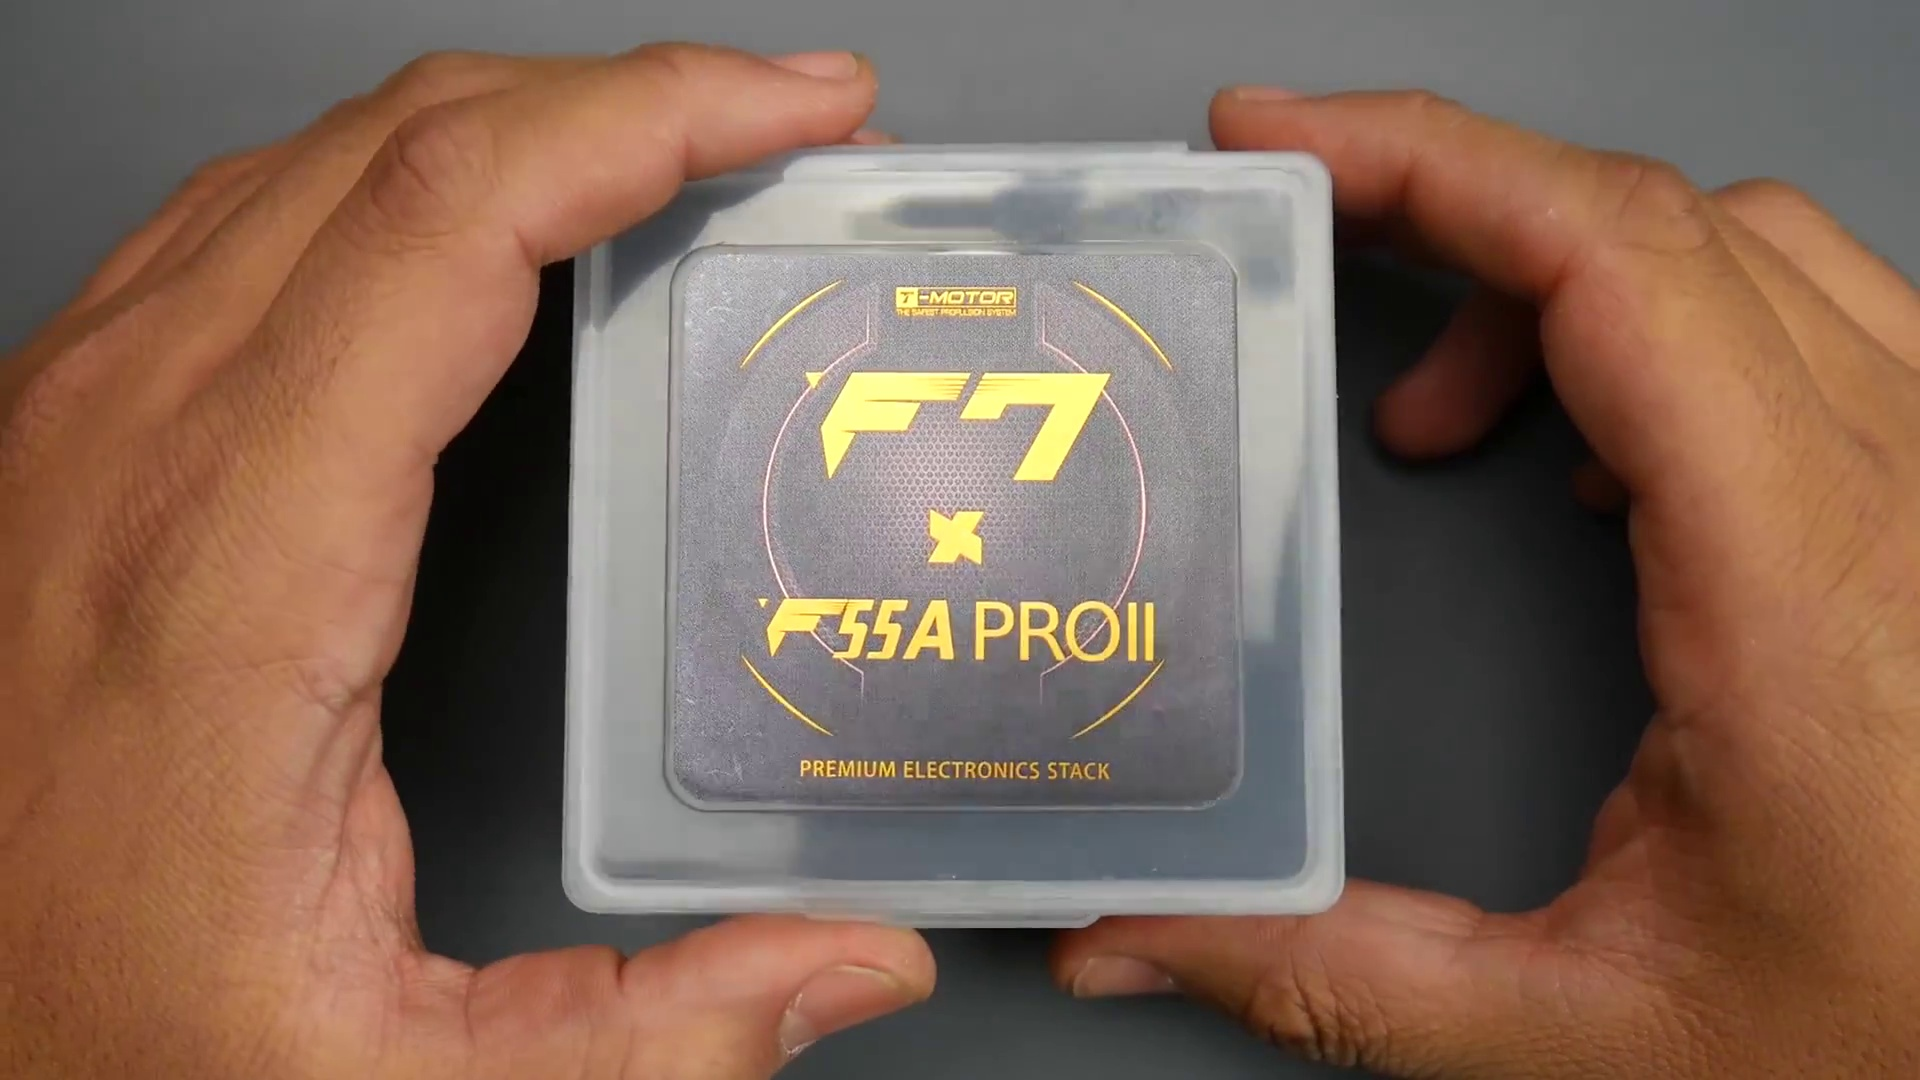 T-MOTOR
THE SAFEST PROPULSION SYSTEM
F7
X
F55A PROII
PREMIUM ELECTRONICS STACK